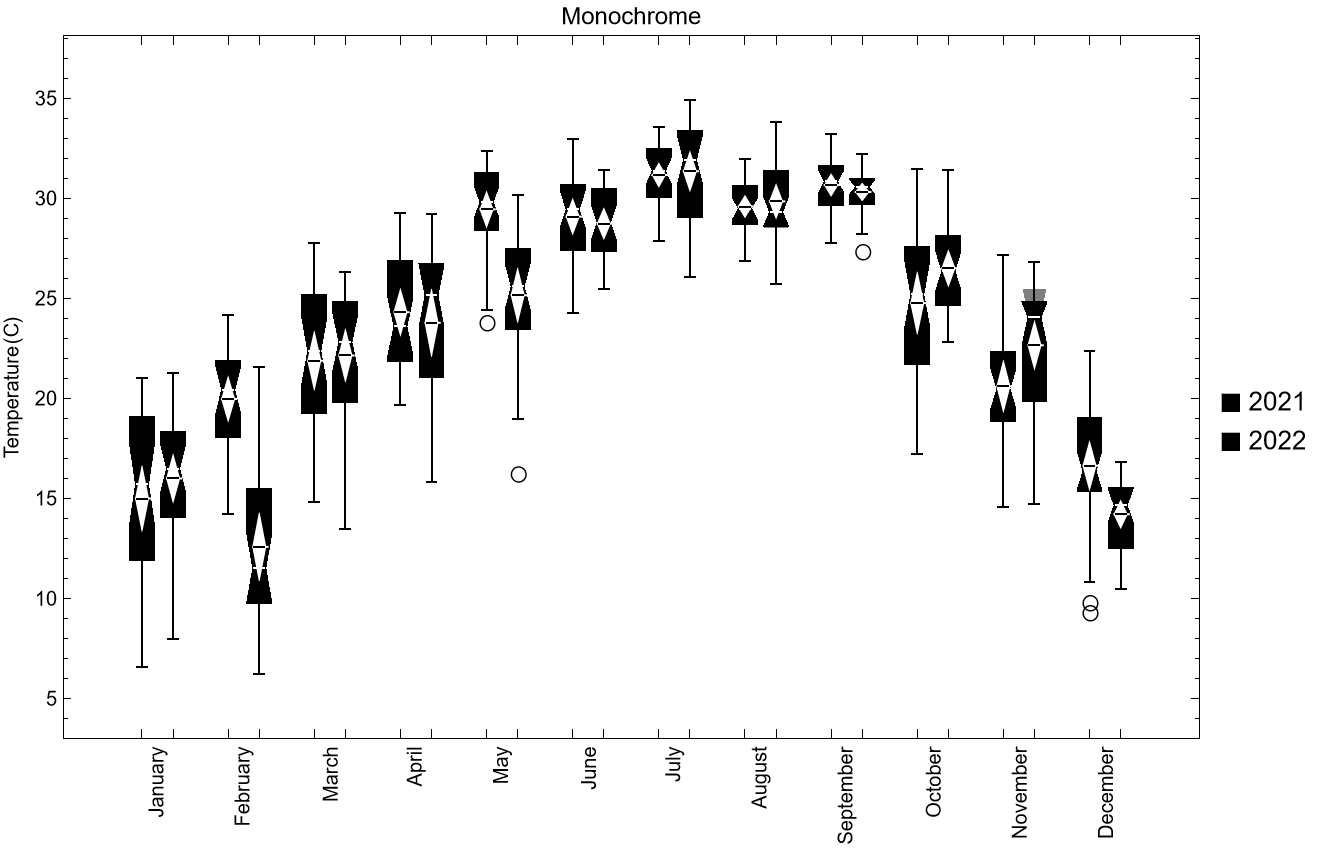 Monochrome
35
30
25
20
15
10
5
Temperature(C)
January
February
March
April
May
June
July
August
September
October
November
December
2021
2022